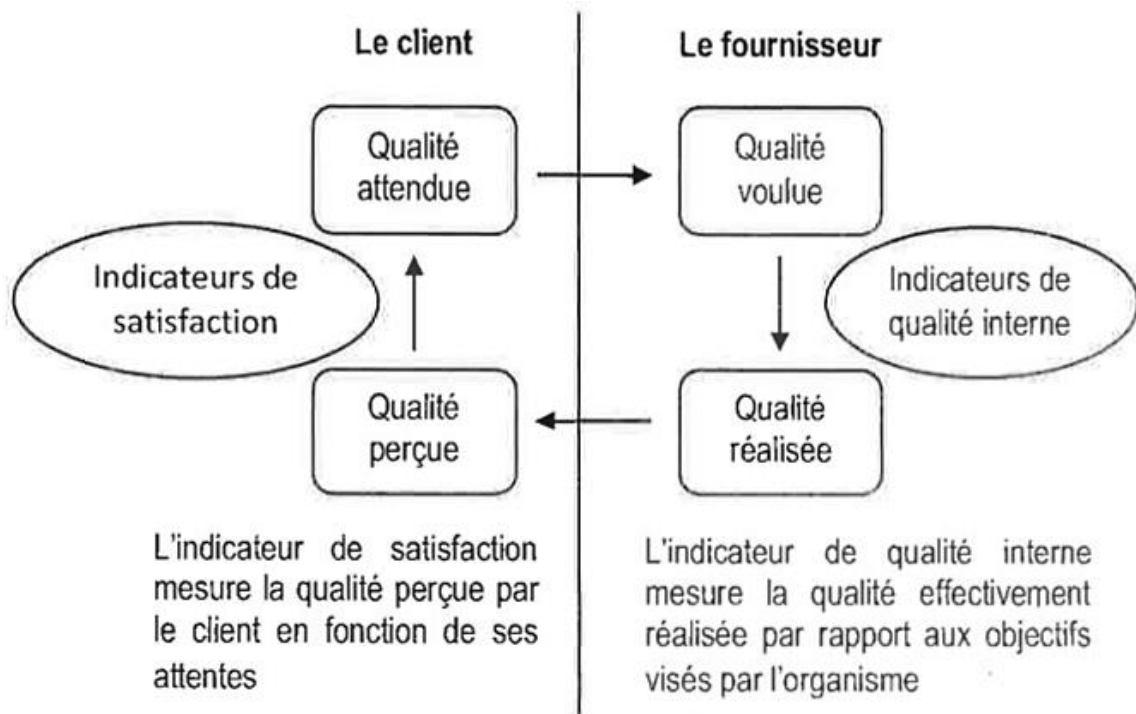 Le client
Le fournisseur
Qualité
attendue
Qualité
voulue
Indicateurs de
satisfaction
Indicateurs de
qualité interne
Qualité
perçue
Qualité
réalisée
L'indicateur de satisfaction
mesure la qualité perçue par
le client en fonction de ses
attentes
L'indicateur de qualité interne
mesure la qualité effectivement
réalisée par rapport aux objectifs
visés par l'organisme